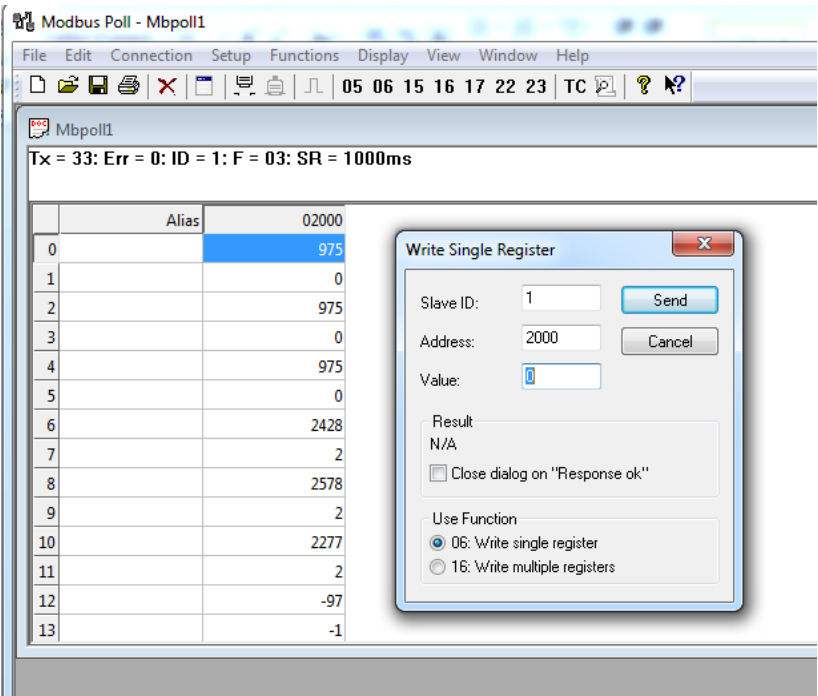 Modbus Poll - Mbpoll1
File Edit Connection Setup Functions Display View Window Help
05 06 15 16 17 22 23 TC
Mbpoll1
Tx = 33: Err = 0: ID = 1: F = 03: SR = 1000ms
Alias 02000
0 975
1 0
2 975
3 0
4 975
5 0
6 2428
7 2
8 2578
9 2
10 2277
11 2
12 -97
13 -1
Write Single Register
Slave ID: 1 Send
Address: 2000 Cancel
Value: 0
Result
N/A
Close dialog on "Response ok"
Use Function
06: Write single register
16: Write multiple registers